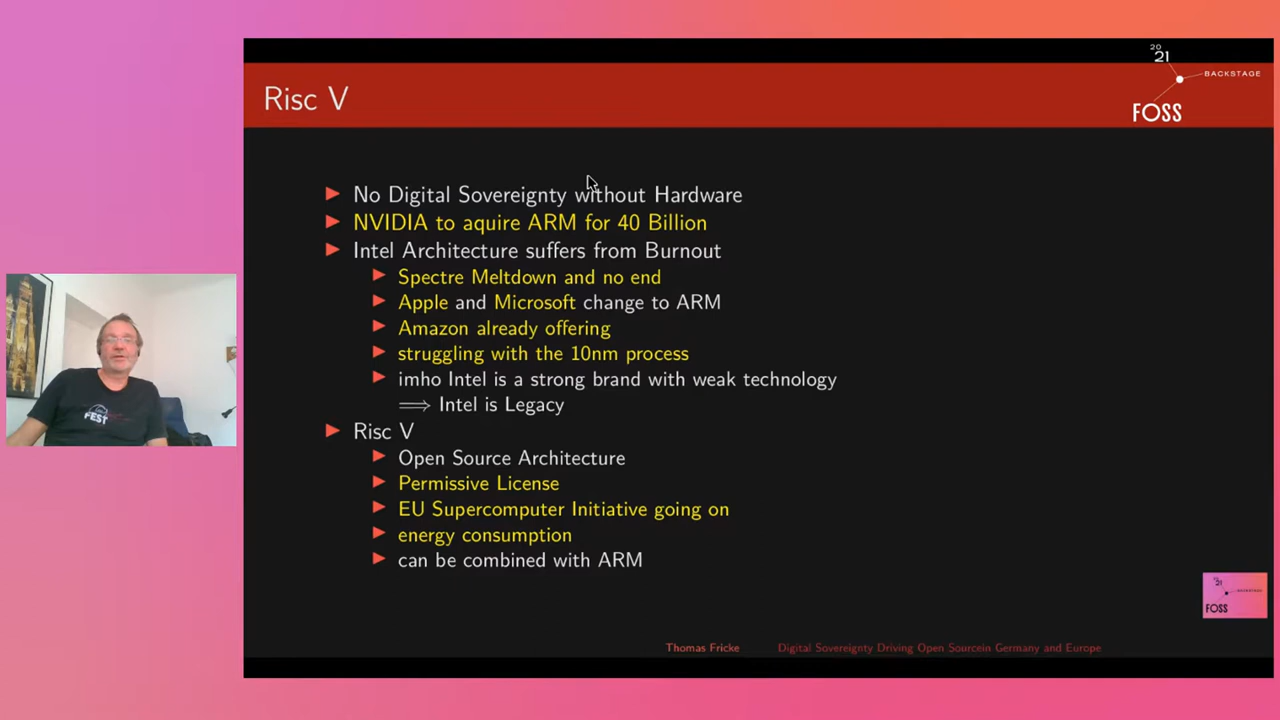 Risc V
20
21
BACKSTAGE
FOSS
No Digital Sovereignty without Hardware
NVIDIA to aquire ARM for 40 Billion
Intel Architecture suffers from Burnout
Spectre Meltdown and no end
Apple and Microsoft change to ARM
Amazon already offering
struggling with the 10nm process
imho Intel is a strong brand with weak technology
⟹ Intel is Legacy
Risc V
Open Source Architecture
Permissive License
EU Supercomputer Initiative going on
energy consumption
can be combined with ARM
FEST
21
FOSS
Thomas Fricke
Digital Sovereignty Driving Open Sourcein Germany and Europe